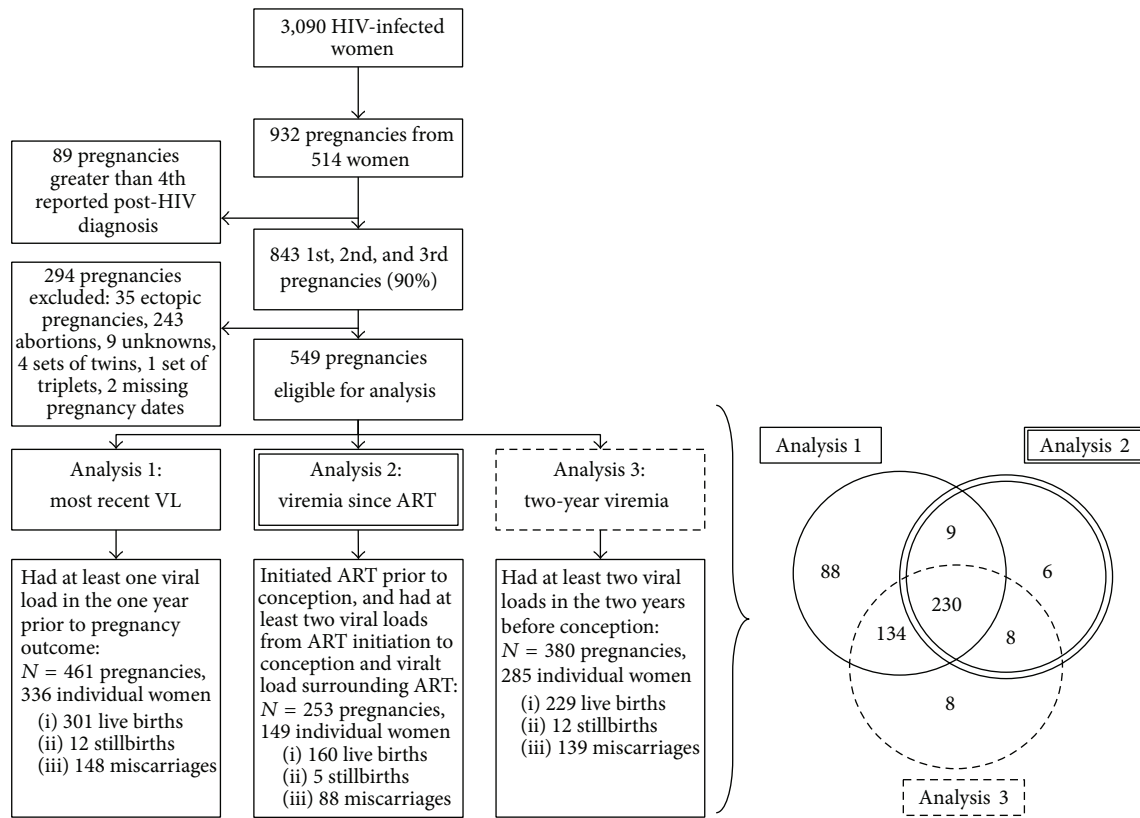 3,090 HIV-infected
women
932 pregnancies from
514 women
89 pregnancies
greater than 4th
reported post-HIV
diagnosis
843 1st, 2nd, and 3rd
pregnancies (90%)
294 pregnancies
excluded: 35 ectopic
pregnancies, 243
abortions, 9 unknowns,
4 sets of twins, 1 set of
triplets, 2 missing
pregnancy dates
549 pregnancies
eligible for analysis
Analysis 1:
most recent VL
Analysis 2:
viremia since ART
Analysis 3:
two-year viremia
Had at least one viral
load in the one year
prior to pregnancy
outcome:
N = 461 pregnancies,
336 individual women
(i) 301 live births
(ii) 12 stillbirths
(iii) 148 miscarriages
Initiated ART prior to
conception, and had at
least two viral loads
from ART initiation to
conception and viralt
load surrounding ART:
N = 253 pregnancies,
149 individual women
(i) 160 live births
(ii) 5 stillbirths
(iii) 88 miscarriages
Had at least two viral
loads in the two years
before conception:
N = 380 pregnancies,
285 individual women
(i) 229 live births
(ii) 12 stillbirths
(iii) 139 miscarriages
Analysis 1
Analysis 2
9
88
6
230
134
8
8
Analysis 3